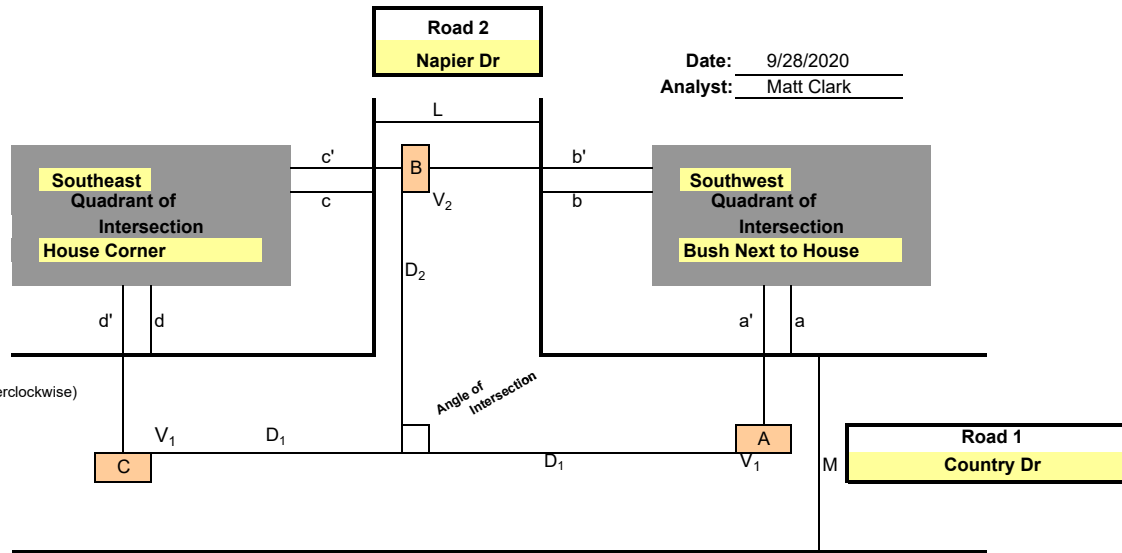 Road 2
Napier Dr
Date: 9/28/2020
Analyst: Matt Clark
L
c'
B
b'
Southeast
Quadrant of
Intersection
House Corner
c
V₂
b
Southwest
Quadrant of
Intersection
Bush Next to House
D₂
d'
d
a'
a
erclockwise)
Angle of
Intersection
V₁
D₁
C
D₁
A
V₁
M
Road 1
Country Dr